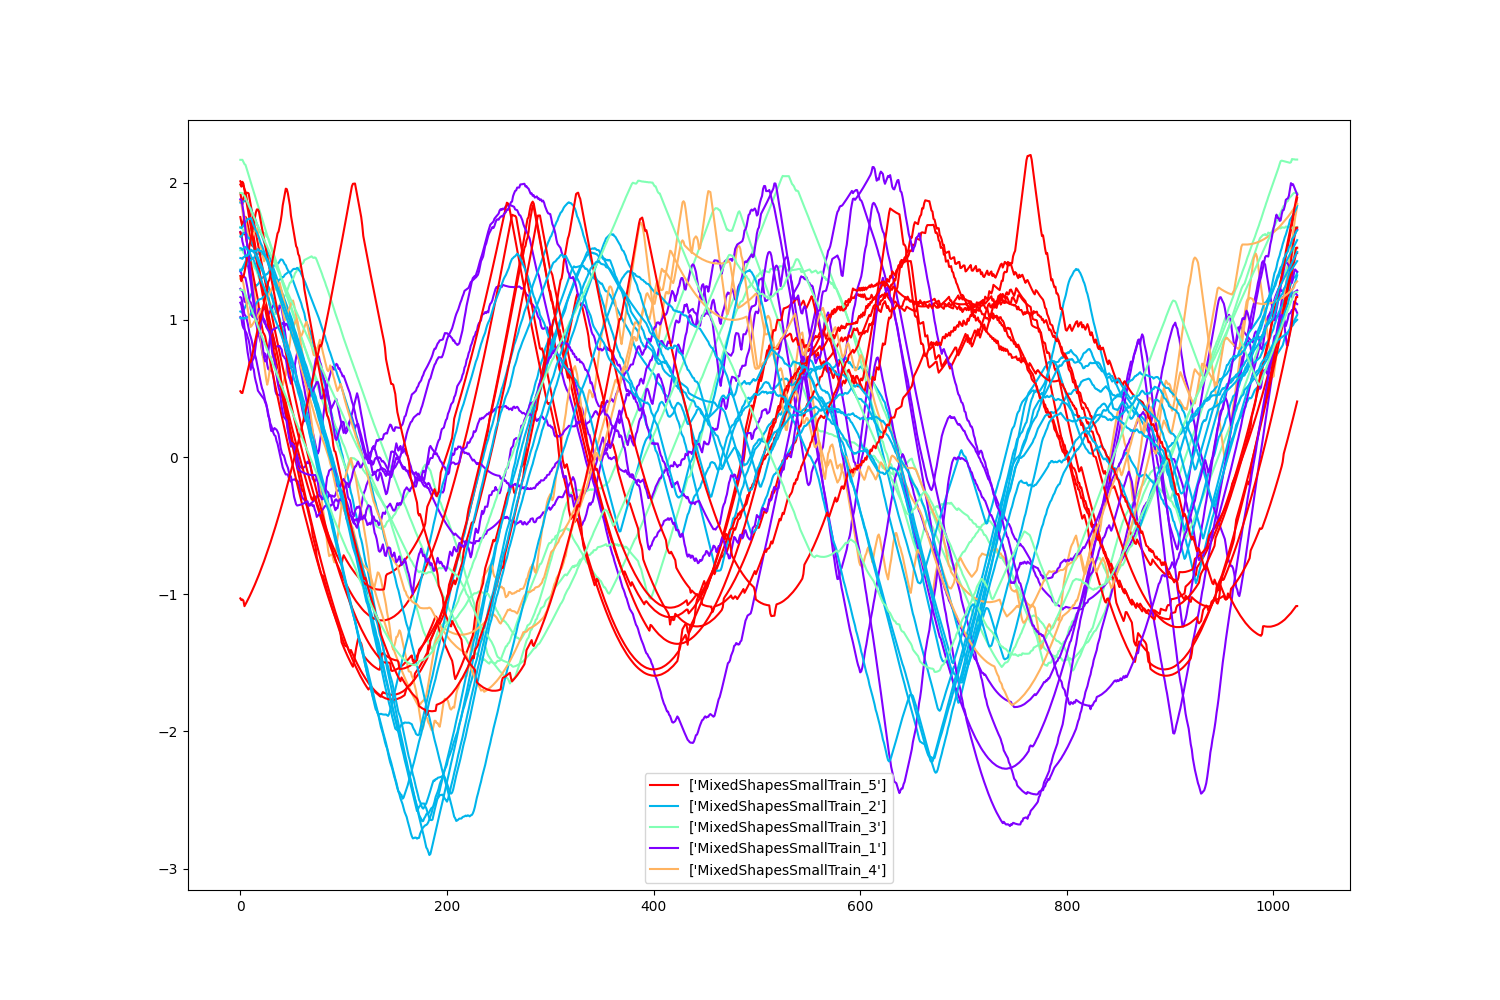 2
1
0
−1
−2
−3
0 200 400 600 800 1000
['MixedShapesSmallTrain_5']
['MixedShapesSmallTrain_2']
['MixedShapesSmallTrain_3']
['MixedShapesSmallTrain_1']
['MixedShapesSmallTrain_4']